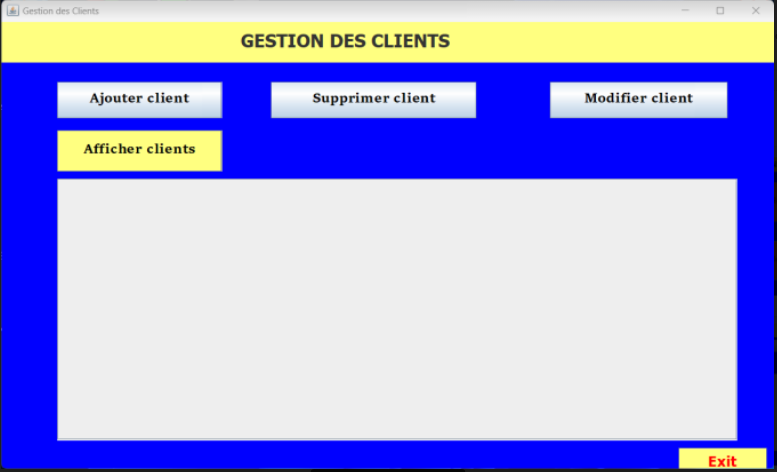 Gestion des Clients
GESTION DES CLIENTS
Ajouter client
Supprimer client
Modifier client
Afficher clients
Exit